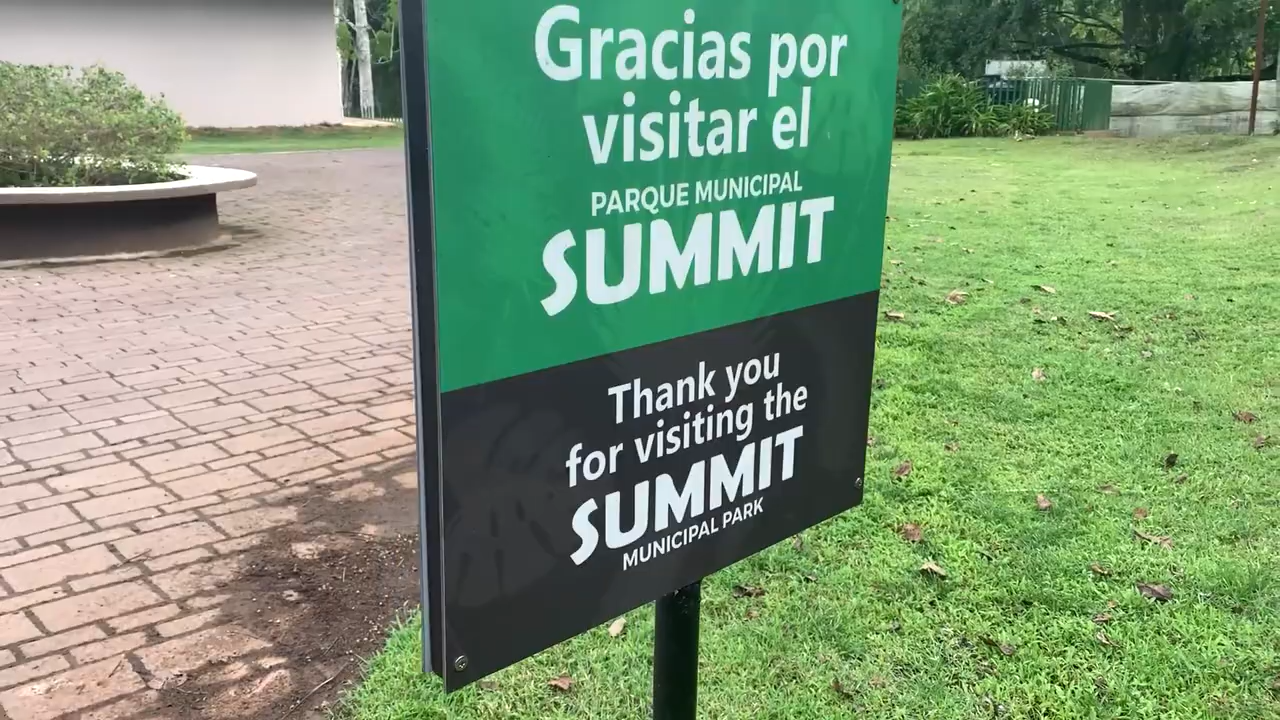 Gracias por
visitar el
PARQUE MUNICIPAL
SUMMIT
Thank you
for visiting the
SUMMIT
MUNICIPAL PARK